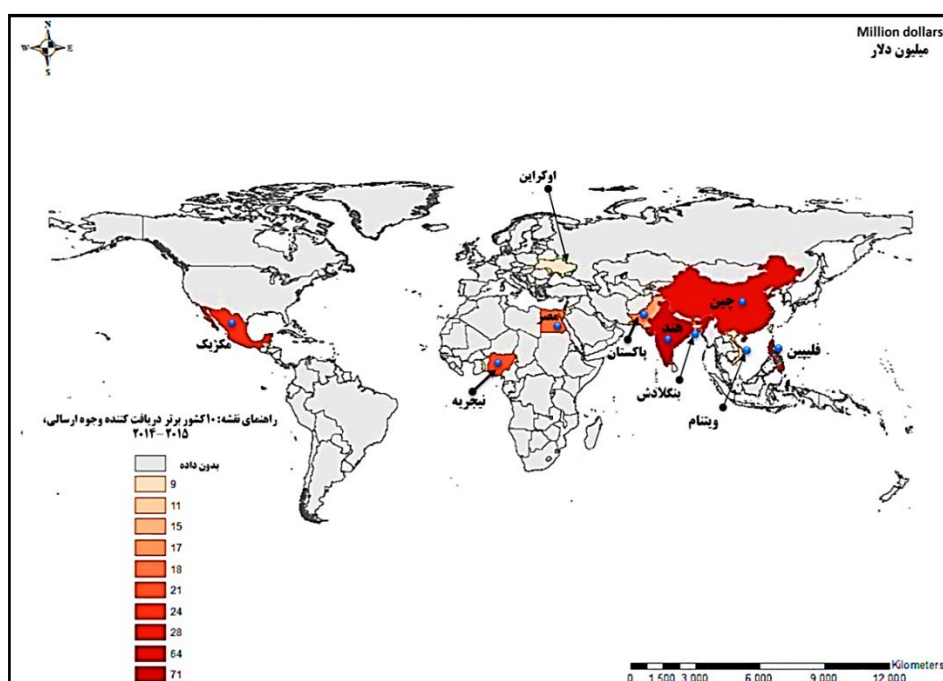 N
W E
S
Million dollars
میلیون دلار
اوکراین
چین
هند
مصر
مکزیک
نیجریه
پاکستان
بنگلادش
ویتنام
فلیپین
راهنمای نقشه: ۱۰ کشور برتر دریافت کننده وجوه ارسالی،
۲۰۱۴-۲۰۱۵
بدون داده
9
11
15
17
18
21
24
28
64
71
Kilometers
0 1 500 3 000 6 000 9 000 12 000